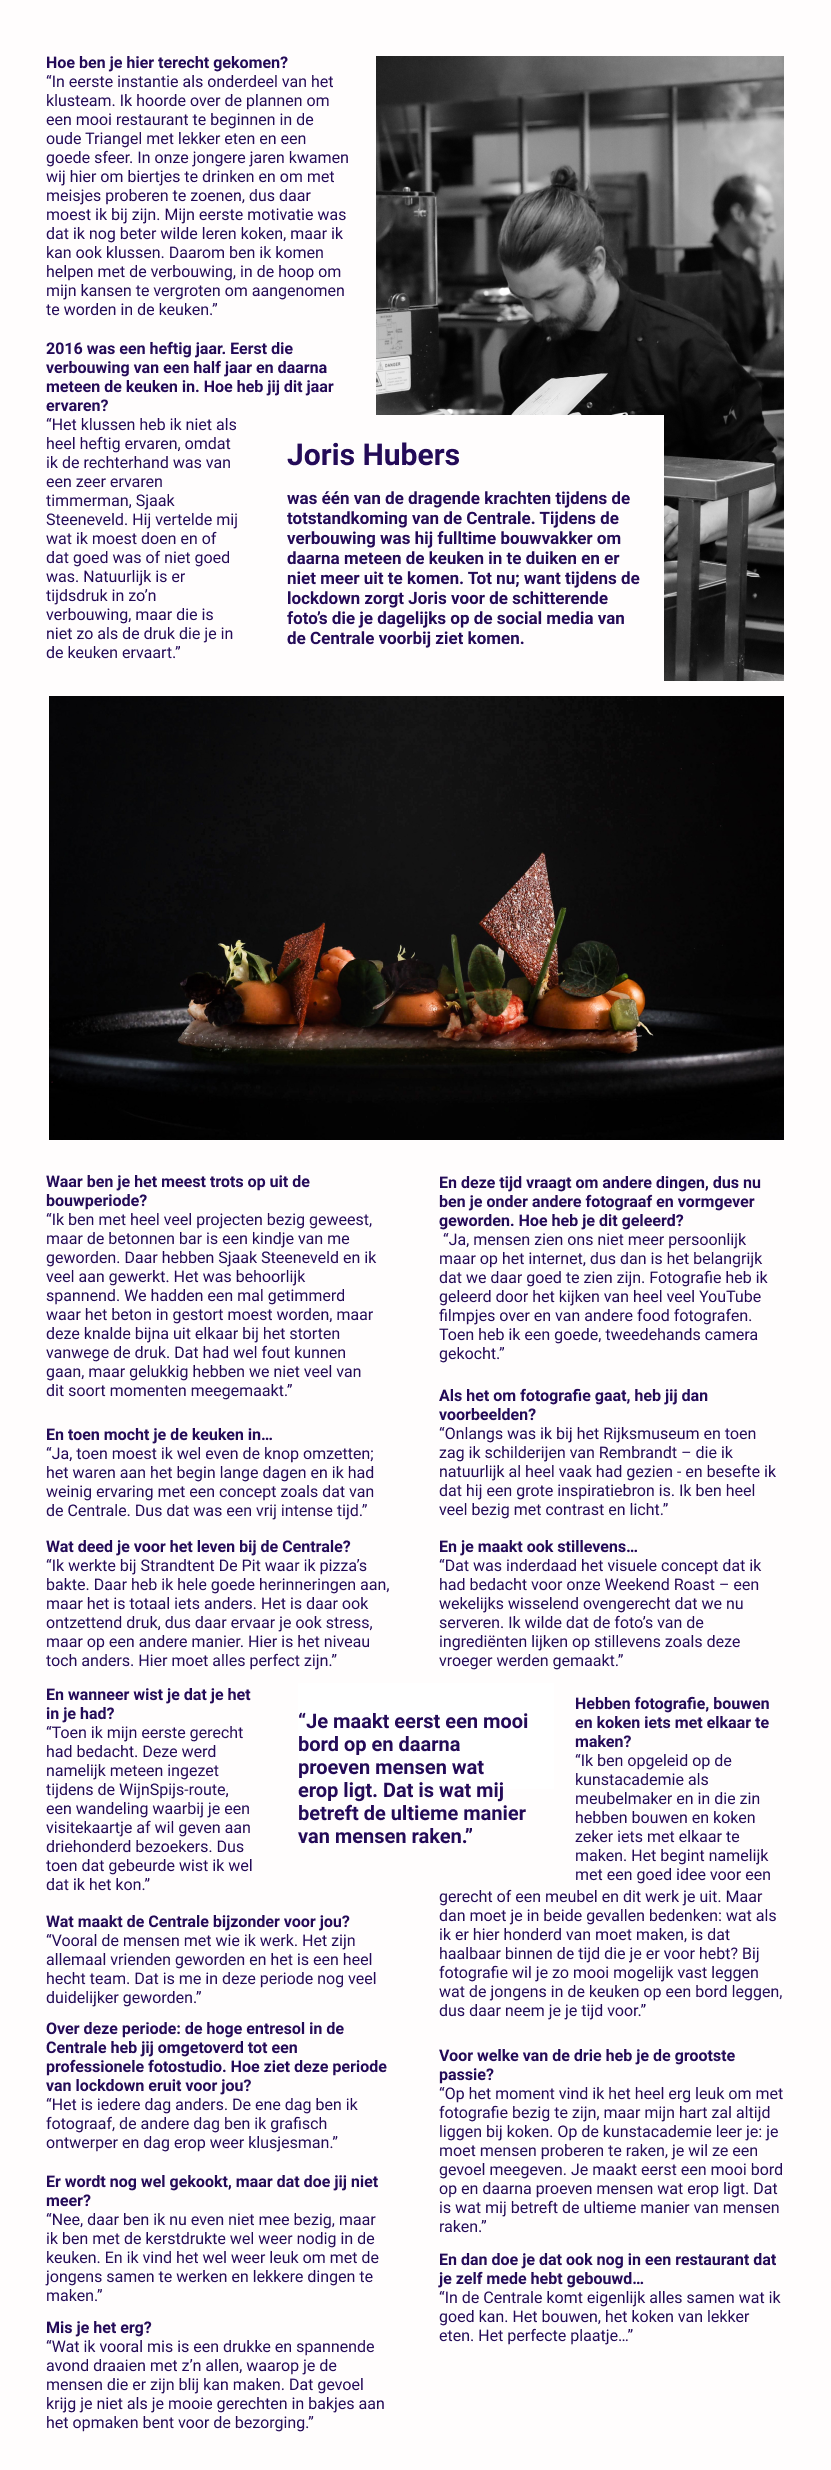 Hoe ben je hier terecht gekomen?
“In eerste instantie als onderdeel van het
klusteam. Ik hoorde over de plannen om
een mooi restaurant te beginnen in de
oude Triangel met lekker eten en een
goede sfeer. In onze jongere jaren kwamen
wij hier om biertjes te drinken en om met
meisjes proberen te zoenen, dus daar
moest ik bij zijn. Mijn eerste motivatie was
dat ik nog beter wilde leren koken, maar ik
kan ook klussen. Daarom ben ik komen
helpen met de verbouwing, in de hoop om
mijn kansen te vergroten om aangenomen
te worden in de keuken.”
2016 was een heftig jaar. Eerst die
verbouwing van een half jaar en daarna
meteen de keuken in. Hoe heb jij dit jaar
ervaren?
“Het klussen heb ik niet als
heel heftig ervaren, omdat
ik de rechterhand was van
een zeer ervaren
timmerman, Sjaak
Steeneveld. Hij vertelde mij
wat ik moest doen en of
dat goed was of niet goed
was. Natuurlijk is er
tijdsdruk in zo’n
verbouwing, maar die is
niet zo als de druk die je in
de keuken ervaart.”
Joris Hubers
was één van de dragende krachten tijdens de
totstandkoming van de Centrale. Tijdens de
verbouwing was hij fulltime bouwvakker om
daarna meteen de keuken in te duiken en er
niet meer uit te komen. Tot nu; want tijdens de
lockdown zorgt Joris voor de schitterende
foto’s die je dagelijks op de social media van
de Centrale voorbij ziet komen.
Waar ben je het meest trots op uit de
bouwperiode?
“Ik ben met heel veel projecten bezig geweest,
maar de betonnen bar is een kindje van me
geworden. Daar hebben Sjaak Steeneveld en ik
veel aan gewerkt. Het was behoorlijk
spannend. We hadden een mal getimmerd
waar het beton in gestort moest worden, maar
deze knalde bijna uit elkaar bij het storten
vanwege de druk. Dat had wel fout kunnen
gaan, maar gelukkig hebben we niet veel van
dit soort momenten meegemaakt.”
En toen mocht je de keuken in…
“Ja, toen moest ik wel even de knop omzetten;
het waren aan het begin lange dagen en ik had
weinig ervaring met een concept zoals dat van
de Centrale. Dus dat was een vrij intense tijd.”
Wat deed je voor het leven bij de Centrale?
“Ik werkte bij Strandtent De Pit waar ik pizza’s
bakte. Daar heb ik hele goede herinneringen aan,
maar het is totaal iets anders. Het is daar ook
ontzettend druk, dus daar ervaar je ook stress,
maar op een andere manier. Hier is het niveau
toch anders. Hier moet alles perfect zijn.”
En wanneer wist je dat je het
in je had?
“Toen ik mijn eerste gerecht
had bedacht. Deze werd
namelijk meteen ingezet
tijdens de WijnSpijs-route,
een wandeling waarbij je een
visitekaartje af wil geven aan
driehonderd bezoekers. Dus
toen dat gebeurde wist ik wel
dat ik het kon.”
Wat maakt de Centrale bijzonder voor jou?
“Vooral de mensen met wie ik werk. Het zijn
allemaal vrienden geworden en het is een heel
hecht team. Dat is me in deze periode nog veel
duidelijker geworden.”
Over deze periode: de hoge entresol in de
Centrale heb jij omgetoverd tot een
professionele fotostudio. Hoe ziet deze periode
van lockdown eruit voor jou?
“Het is iedere dag anders. De ene dag ben ik
fotograaf, de andere dag ben ik grafisch
ontwerper en dag erop weer klusjesman.”
Er wordt nog wel gekookt, maar dat doe jij niet
meer?
“Nee, daar ben ik nu even niet mee bezig, maar
ik ben met de kerstdrukte wel weer nodig in de
keuken. En ik vind het wel weer leuk om met de
jongens samen te werken en lekkere dingen te
maken.”
Mis je het erg?
“Wat ik vooral mis is een drukke en spannende
avond draaien met z’n allen, waarop je de
mensen die er zijn blij kan maken. Dat gevoel
krijg je niet als je mooie gerechten in bakjes aan
het opmaken bent voor de bezorging.”
“Je maakt eerst een mooi
bord op en daarna
proeven mensen wat
erop ligt. Dat is wat mij
betreft de ultieme manier
van mensen raken.”
En deze tijd vraagt om andere dingen, dus nu
ben je onder andere fotograaf en vormgever
geworden. Hoe heb je dit geleerd?
“Ja, mensen zien ons niet meer persoonlijk
maar op het internet, dus dan is het belangrijk
dat we daar goed te zien zijn. Fotografie heb ik
geleerd door het kijken van heel veel YouTube
filmpjes over en van andere food fotografen.
Toen heb ik een goede, tweedehands camera
gekocht.”
Als het om fotografie gaat, heb jij dan
voorbeelden?
“Onlangs was ik bij het Rijksmuseum en toen
zag ik schilderijen van Rembrandt – die ik
natuurlijk al heel vaak had gezien - en besefte ik
dat hij een grote inspiratiebron is. Ik ben heel
veel bezig met contrast en licht.”
En je maakt ook stillevens…
“Dat was inderdaad het visuele concept dat ik
had bedacht voor onze Weekend Roast – een
wekelijks wisselend ovengerecht dat we nu
serveren. Ik wilde dat de foto’s van de
ingrediënten lijken op stillevens zoals deze
vroeger werden gemaakt.”
Hebben fotografie, bouwen
en koken iets met elkaar te
maken?
“Ik ben opgeleid op de
kunstacademie als
meubelmaker en in die zin
hebben bouwen en koken
zeker iets met elkaar te
maken. Het begint namelijk
met een goed idee voor een
gerecht of een meubel en dit werk je uit. Maar
dan moet je in beide gevallen bedenken: wat als
ik er hier honderd van moet maken, is dat
haalbaar binnen de tijd die je er voor hebt? Bij
fotografie wil je zo mooi mogelijk vast leggen
wat de jongens in de keuken op een bord leggen,
dus daar neem je je tijd voor.”
Voor welke van de drie heb je de grootste
passie?
“Op het moment vind ik het heel erg leuk om met
fotografie bezig te zijn, maar mijn hart zal altijd
liggen bij koken. Op de kunstacademie leer je: je
moet mensen proberen te raken, je wil ze een
gevoel meegeven. Je maakt eerst een mooi bord
op en daarna proeven mensen wat erop ligt. Dat
is wat mij betreft de ultieme manier van mensen
raken.”
En dan doe je dat ook nog in een restaurant dat
je zelf mede hebt gebouwd…
“In de Centrale komt eigenlijk alles samen wat ik
goed kan. Het bouwen, het koken van lekker
eten. Het perfecte plaatje…”